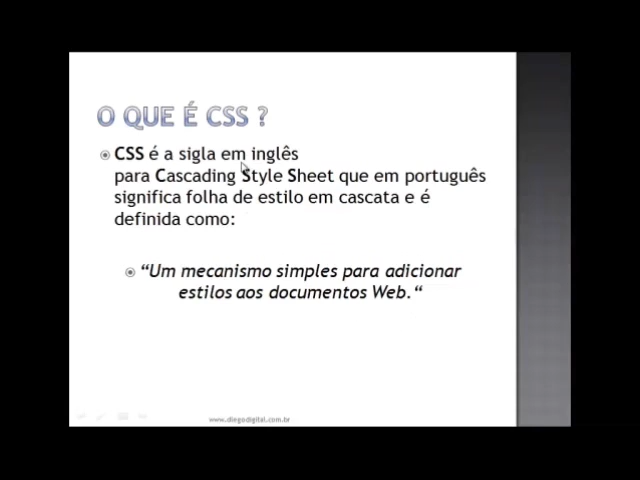 O QUE É CSS ?
CSS é a sigla em inglês
para Cascading Style Sheet que em português
significa folha de estilo em cascata e é
definida como:
“Um mecanismo simples para adicionar
estilos aos documentos Web.“
www.diegodigital.com.br